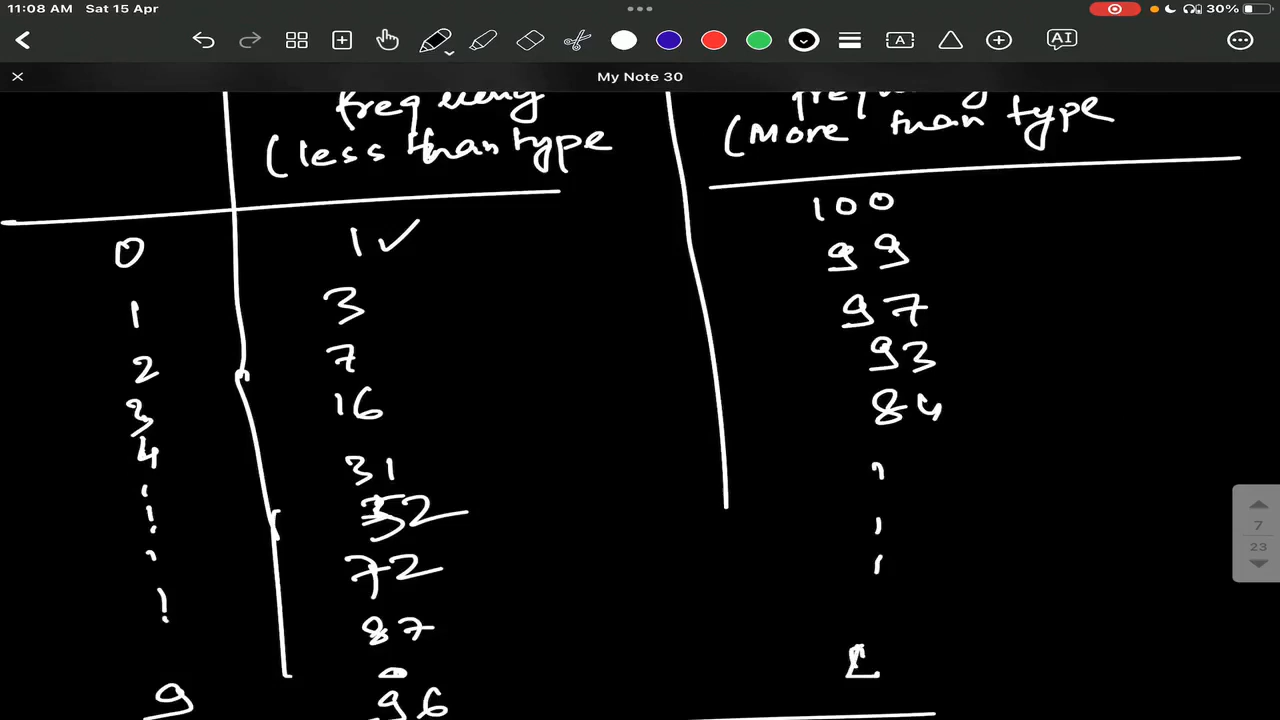 11:08 AM Sat 15 Apr
30%
AI
My Note 30
frequency
(less than type
(More than type
0 1 ✓ 100
1 3 99
2 7 97
3 16 93
4 31 84
52
72
87
9 96
7
23